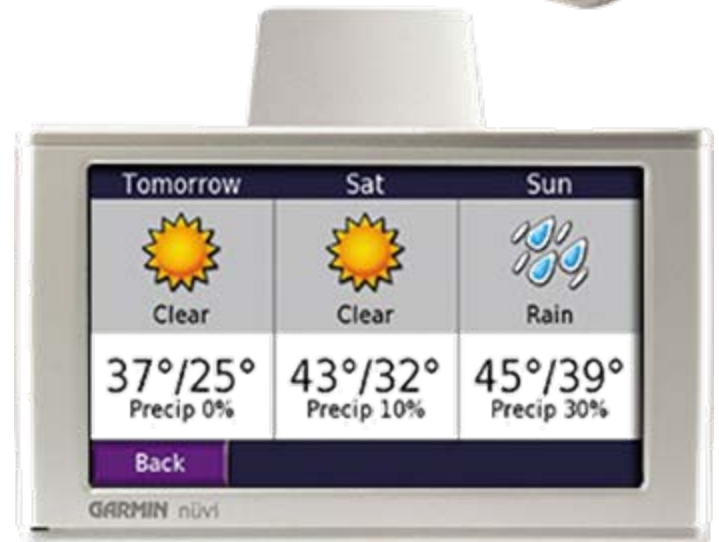 Tomorrow Sat Sun
Clear Clear Rain
37°/25° 43°/32° 45°/39°
Precip 0% Precip 10% Precip 30%
Back
GARMIN nüvi